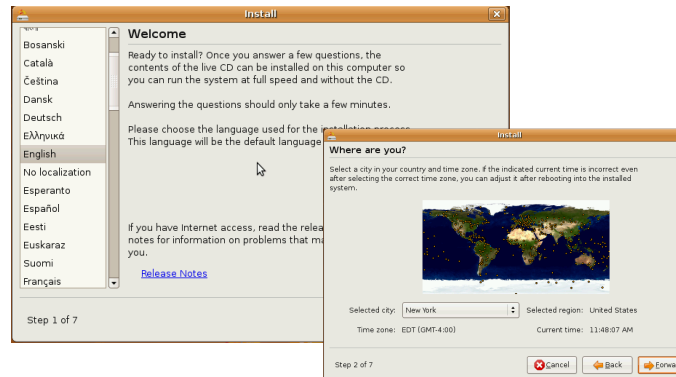 Install
Welcome
Bosanski
Català
Čeština
Dansk
Deutsch
Ελληνικά
English
No localization
Esperanto
Español
Eesti
Euskaraz
Suomi
Français
Ready to install? Once you answer a few questions, the
contents of the live CD can be installed on this computer so
you can run the system at full speed and without the CD.
Answering the questions should only take a few minutes.
Please choose the language used for the installation process.
This language will be the default language
If you have Internet access, read the
notes for information on problems that
you.
Release Notes
Step 1 of 7
Install
Where are you?
Select a city in your country and time zone. If the indicated current time is incorrect even
after selecting the correct time zone, you can adjust it after rebooting into the installed
system.
Selected city: New York Selected region: United States
Time zone: EDT (GMT-4:00) Current time: 11:48:07 AM
Step 2 of 7 Cancel Back